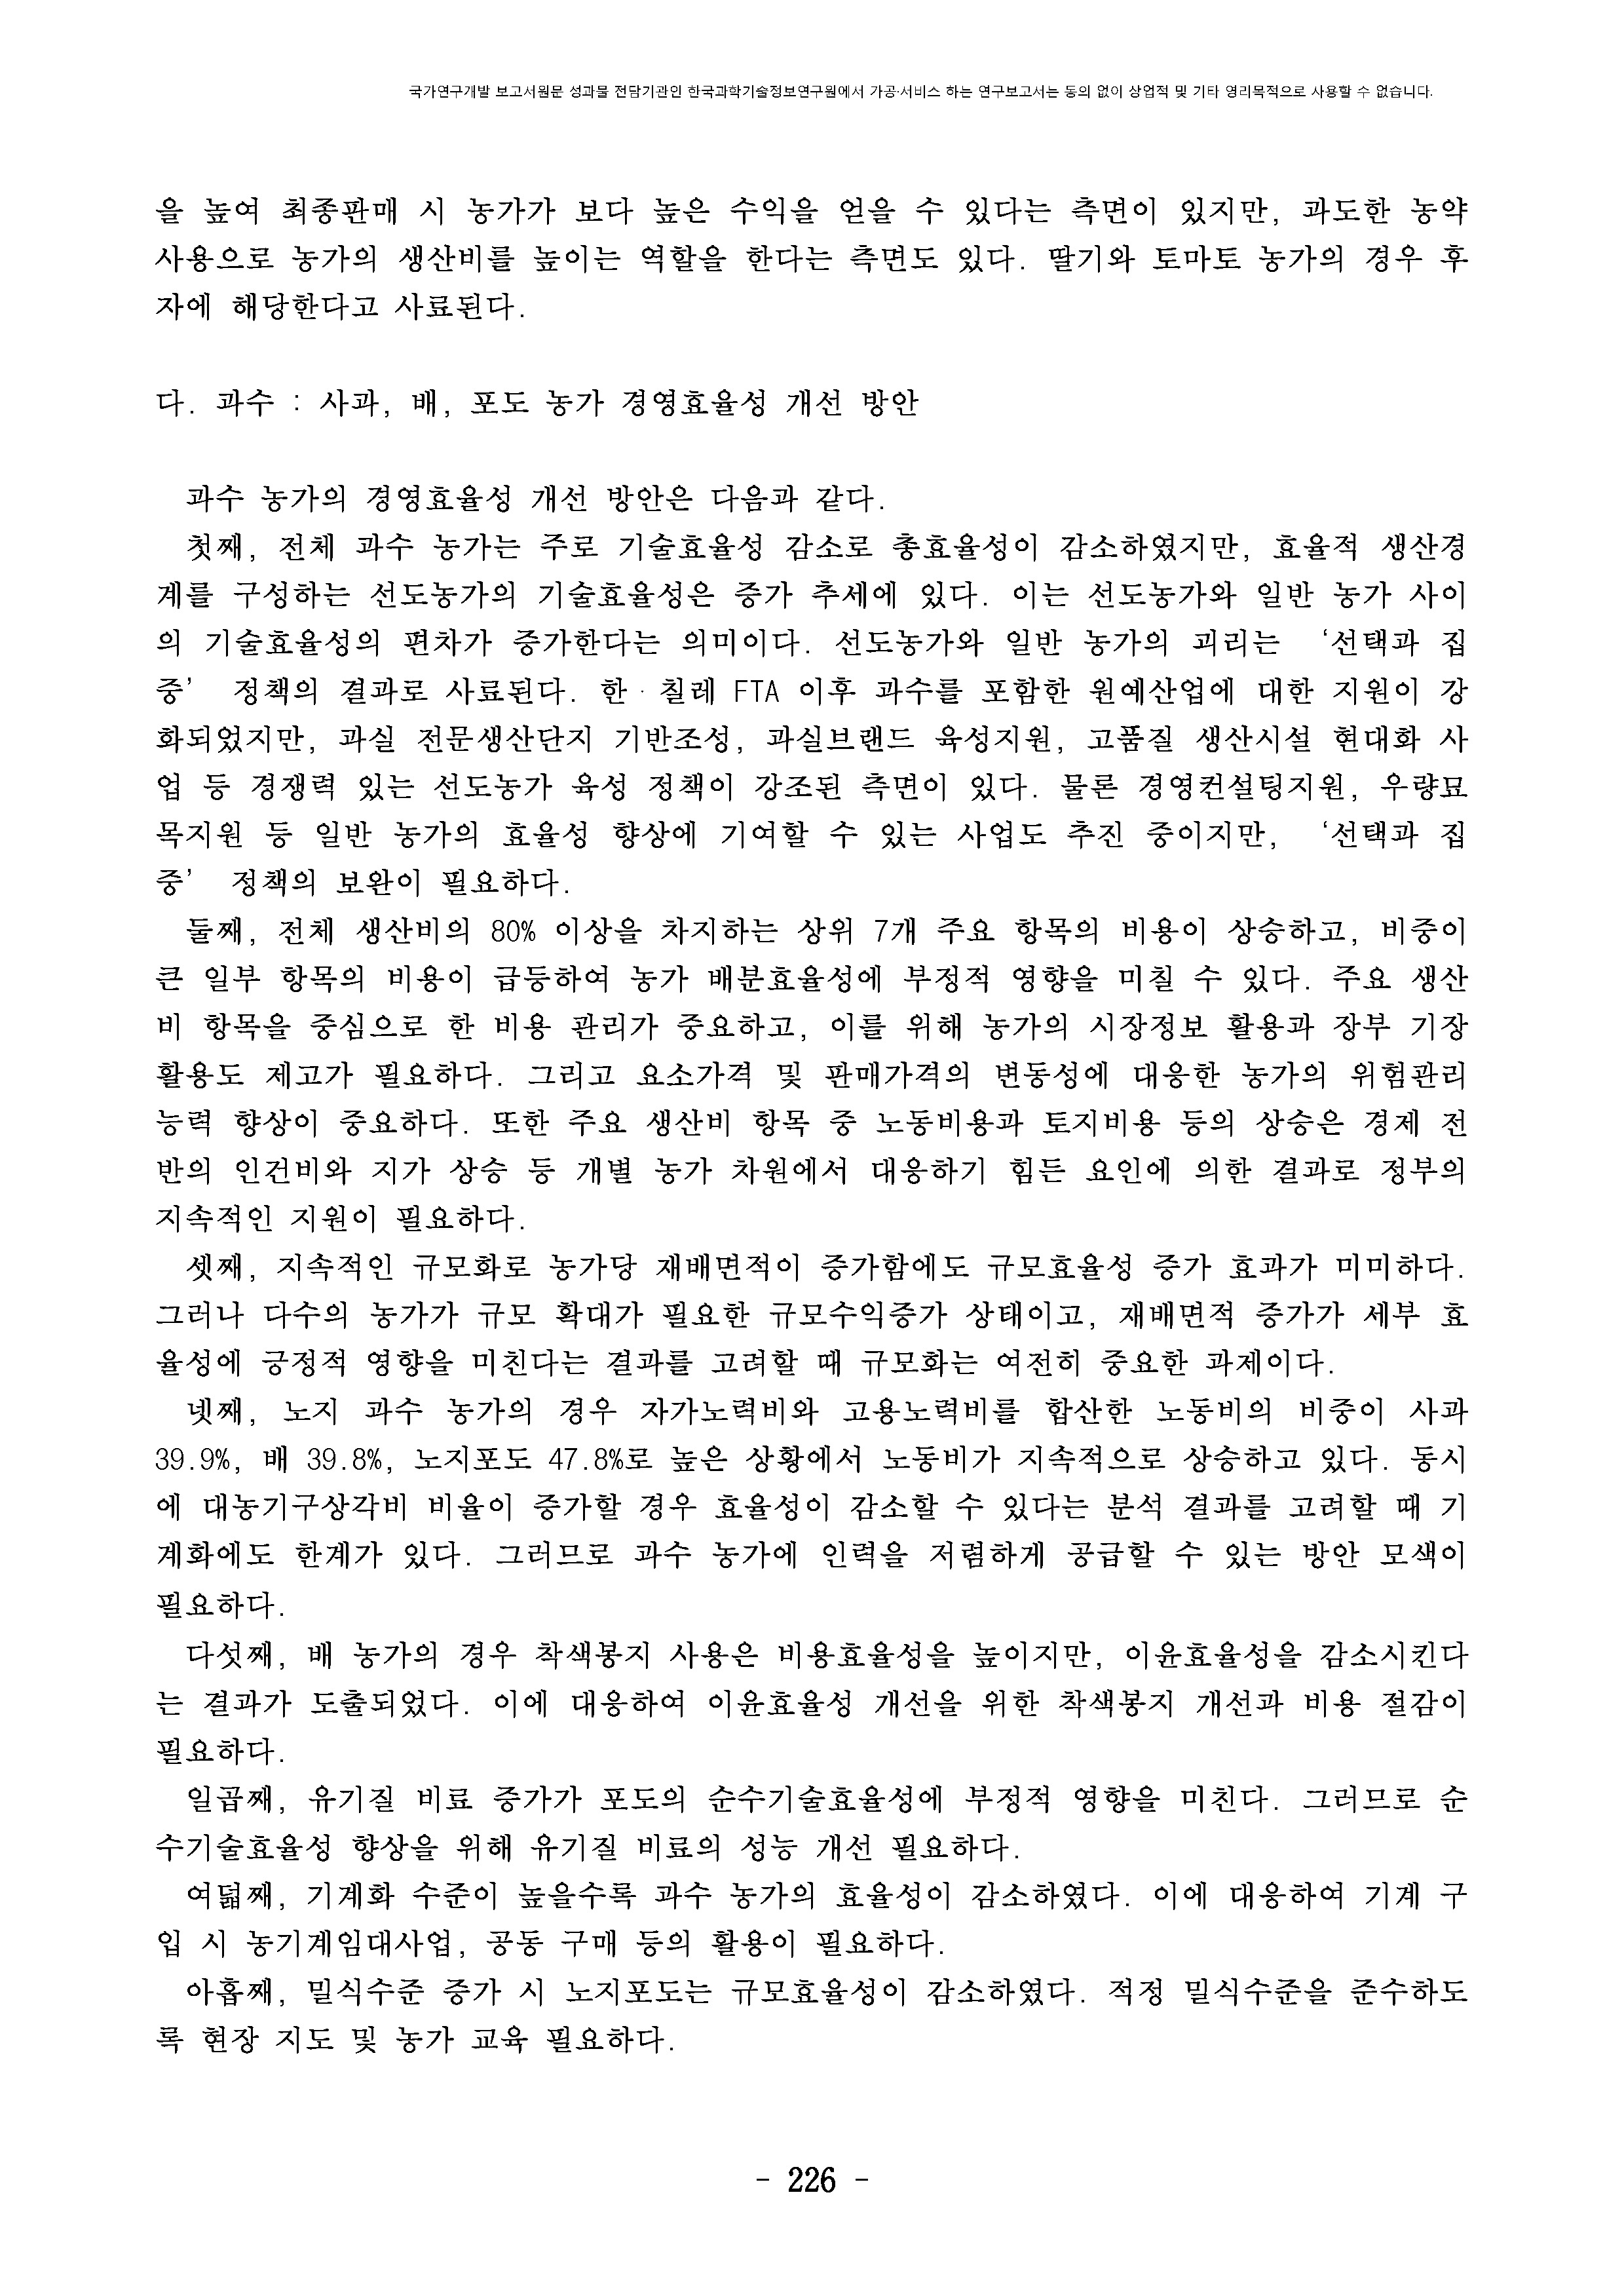 국가연구개발 보고서원문 성과물 전담기관인 한국과학기술정보연구원에서 가공·서비스 하는 연구보고서는 동의 없이 상업적 및 기타 영리목적으로 사용할 수 없습니다.
을 높여 최종판매 시 농가가 보다 높은 수익을 얻을 수 있다는 측면이 있지만, 과도한 농약
사용으로 농가의 생산비를 높이는 역할을 한다는 측면도 있다. 딸기와 토마토 농가의 경우 후
자에 해당한다고 사료된다.
다. 과수 : 사과, 배, 포도 농가 경영효율성 개선 방안
과수 농가의 경영효율성 개선 방안은 다음과 같다.
첫째, 전체 과수 농가는 주로 기술효율성 감소로 총효율성이 감소하였지만, 효율적 생산경
계를 구성하는 선도농가의 기술효율성은 증가 추세에 있다. 이는 선도농가와 일반 농가 사이
의 기술효율성의 편차가 증가한다는 의미이다. 선도농가와 일반 농가의 괴리는 ‘선택과 집
중’ 정책의 결과로 사료된다. 한·칠레 FTA 이후 과수를 포함한 원예산업에 대한 지원이 강
화되었지만, 과실 전문생산단지 기반조성, 과실브랜드 육성지원, 고품질 생산시설 현대화 사
업 등 경쟁력 있는 선도농가 육성 정책이 강조된 측면이 있다. 물론 경영컨설팅지원, 우량묘
목지원 등 일반 농가의 효율성 향상에 기여할 수 있는 사업도 추진 중이지만, ‘선택과 집
중’ 정책의 보완이 필요하다.
둘째, 전체 생산비의 80% 이상을 차지하는 상위 7개 주요 항목의 비용이 상승하고, 비중이
큰 일부 항목의 비용이 급등하여 농가 배분효율성에 부정적 영향을 미칠 수 있다. 주요 생산
비 항목을 중심으로 한 비용 관리가 중요하고, 이를 위해 농가의 시장정보 활용과 장부 기장
활용도 제고가 필요하다. 그리고 요소가격 및 판매가격의 변동성에 대응한 농가의 위험관리
능력 향상이 중요하다. 또한 주요 생산비 항목 중 노동비용과 토지비용 등의 상승은 경제 전
반의 인건비와 지가 상승 등 개별 농가 차원에서 대응하기 힘든 요인에 의한 결과로 정부의
지속적인 지원이 필요하다.
셋째, 지속적인 규모화로 농가당 재배면적이 증가함에도 규모효율성 증가 효과가 미미하다.
그러나 다수의 농가가 규모 확대가 필요한 규모수익증가 상태이고, 재배면적 증가가 세부 효
율성에 긍정적 영향을 미친다는 결과를 고려할 때 규모화는 여전히 중요한 과제이다.
넷째, 노지 과수 농가의 경우 자가노력비와 고용노력비를 합산한 노동비의 비중이 사과
39.9%, 배 39.8%, 노지포도 47.8%로 높은 상황에서 노동비가 지속적으로 상승하고 있다. 동시
에 대농기구상각비 비율이 증가할 경우 효율성이 감소할 수 있다는 분석 결과를 고려할 때 기
계화에도 한계가 있다. 그러므로 과수 농가에 인력을 저렴하게 공급할 수 있는 방안 모색이
필요하다.
다섯째, 배 농가의 경우 착색봉지 사용은 비용효율성을 높이지만, 이윤효율성을 감소시킨다
는 결과가 도출되었다. 이에 대응하여 이윤효율성 개선을 위한 착색봉지 개선과 비용 절감이
필요하다.
일곱째, 유기질 비료 증가가 포도의 순수기술효율성에 부정적 영향을 미친다. 그러므로 순
수기술효율성 향상을 위해 유기질 비료의 성능 개선 필요하다.
여덟째, 기계화 수준이 높을수록 과수 농가의 효율성이 감소하였다. 이에 대응하여 기계 구
입 시 농기계임대사업, 공동 구매 등의 활용이 필요하다.
아홉째, 밀식수준 증가 시 노지포도는 규모효율성이 감소하였다. 적정 밀식수준을 준수하도
록 현장 지도 및 농가 교육 필요하다.
- 226 -